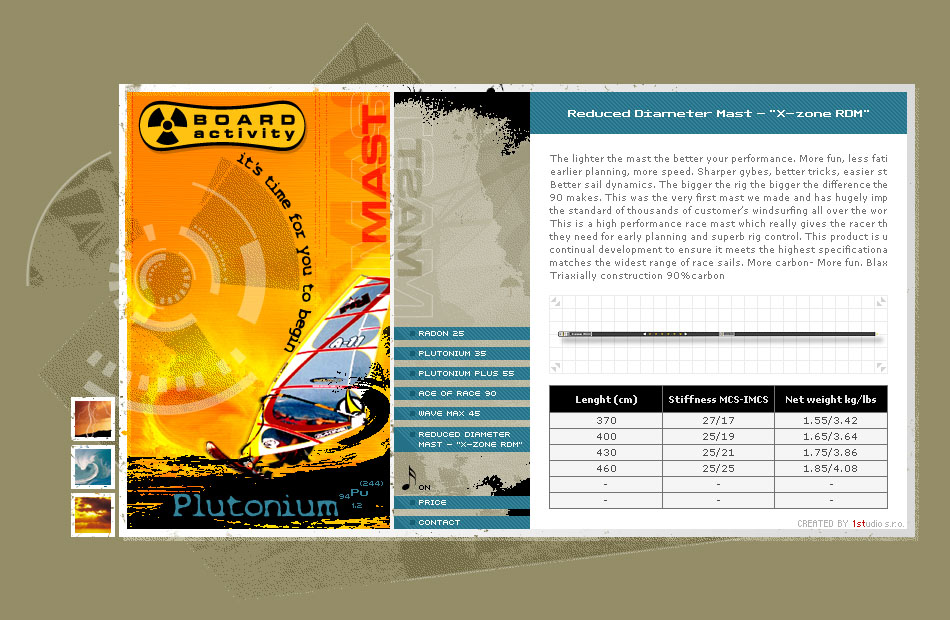 BOARD
activity
it's time for you to begin
MAST
MAST
TEAM
Plutonium
94
Pu
(244)
1.2
RADON 25
PLUTONIUM 35
PLUTONIUM PLUS 55
ACE OF RACE 90
WAVE MAX 45
REDUCED DIAMETER
MAST - "X-ZONE RDM"
ON
PRICE
CONTACT
Reduced Diameter Mast - "X-zone RDM"
The lighter the mast the better your performance. More fun, less fati
earlier planning, more speed. Sharper gybes, better tricks, easier st
Better sail dynamics. The bigger the rig the bigger the difference the
90 makes. This was the very first mast we made and has hugely imp
the standard of thousands of customer's windsurfing all over the wor
This is a high performance race mast which really gives the racer th
they need for early planning and superb rig control. This product is u
continual development to ensure it meets the highest specificationa
matches the widest range of race sails. More carbon- More fun. Blax
Triaxially construction 90%carbon
Lenght (cm) Stiffness MCS-IMCS Net weight kg/lbs
370 27/17 1.55/3.42
400 25/19 1.65/3.64
430 25/21 1.75/3.86
460 25/25 1.85/4.08
- - -
- - -
CREATED BY 1studio s.r.o.